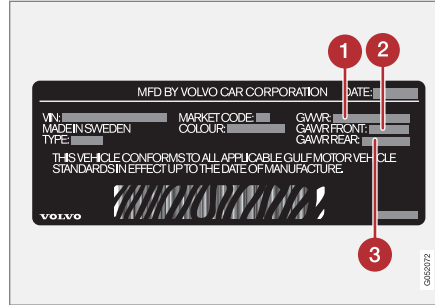 1 2
MFD BY VOLVO CAR CORPORATION DATE:
VIN: MARKET CODE: GWR:
MADE IN SWEDEN COLOUR: GAWR FRONT:
TYPE: GAWR REAR:
THIS VEHICLE CONFORMS TO ALL APPLICABLE GULF MOTOR VEHICLE
STANDARDS IN EFFECT UP TO THE DATE OF MANUFACTURE.
VOLVO
3
G052072